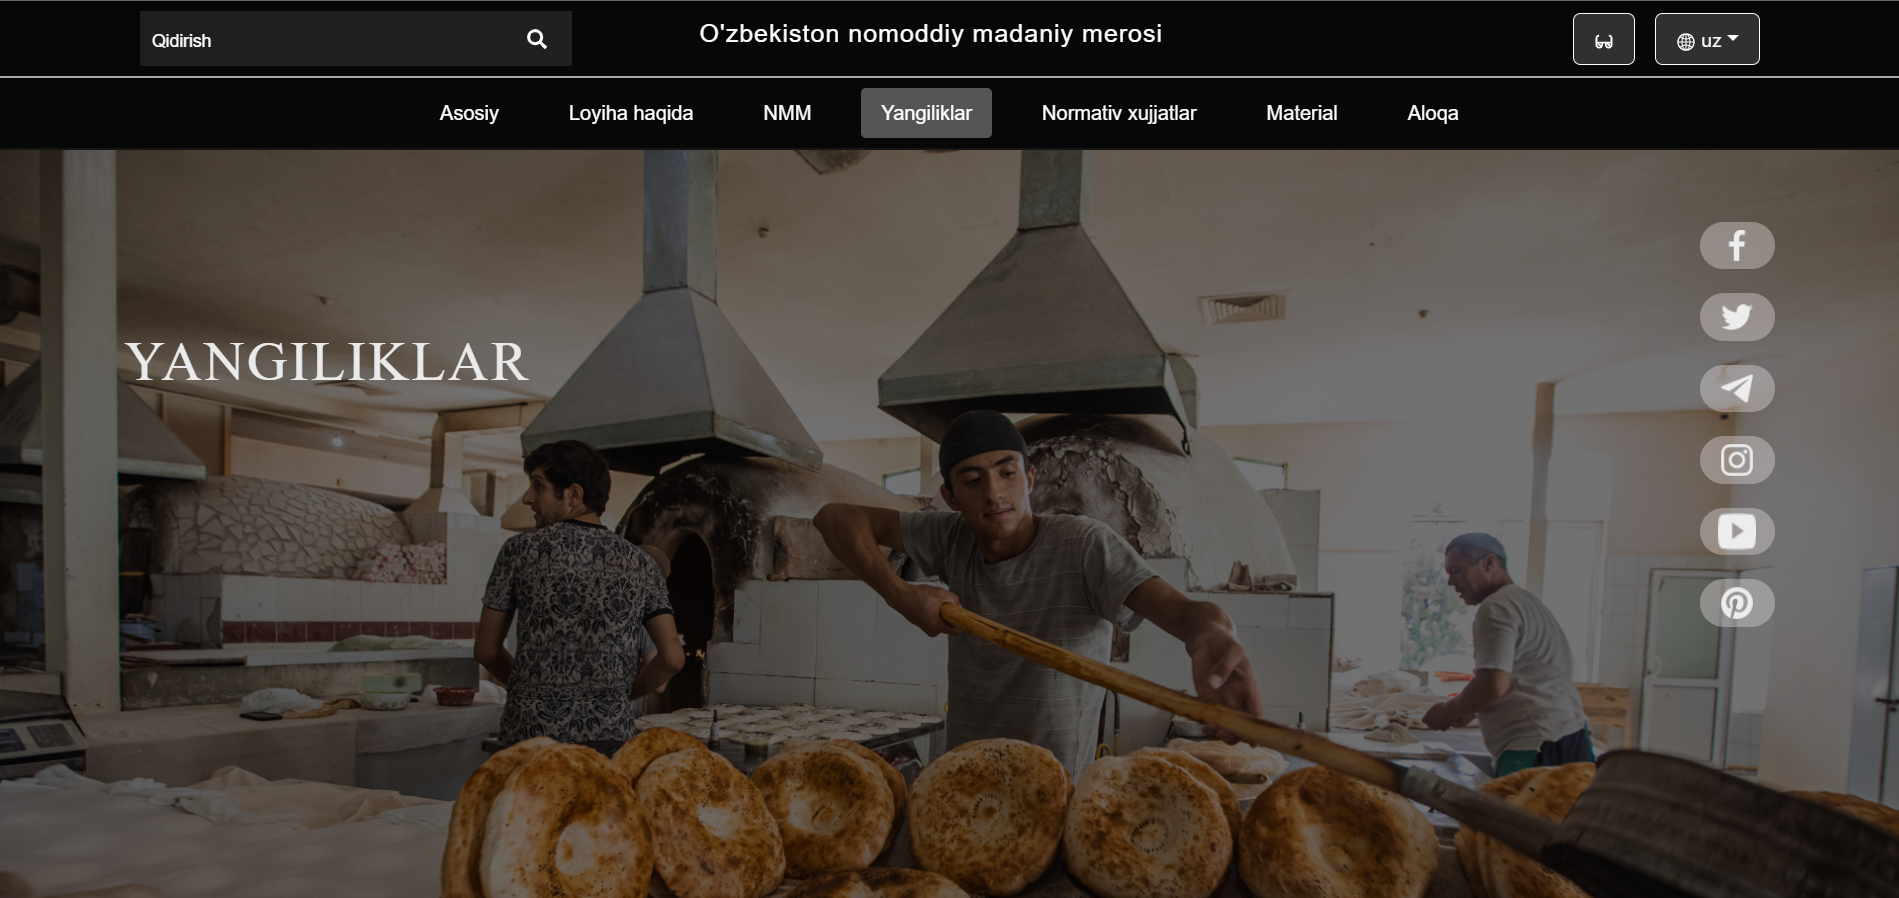 Qidirish
O'zbekiston nomoddiy madaniy merosi
uz
Asosiy
Loyiha haqida
NMM
Yangiliklar
Normativ xujjatlar
Material
Aloqa
YANGILIKLAR